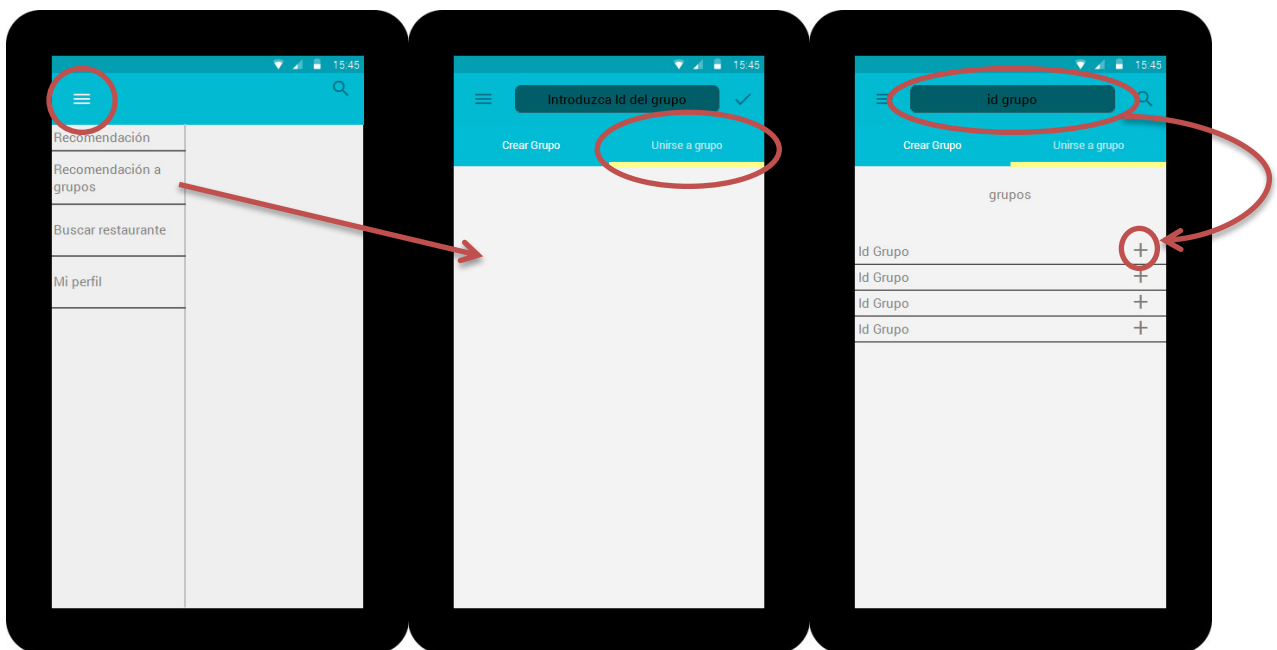 15:45
Recomendación
Recomendación a
grupos
Buscar restaurante
Mi perfil
15:45
Introduzca Id del grupo
Crear Grupo
Unirse a grupo
15:45
id grupo
Crear Grupo
Unirse a grupo
grupos
Id Grupo
Id Grupo
Id Grupo
Id Grupo